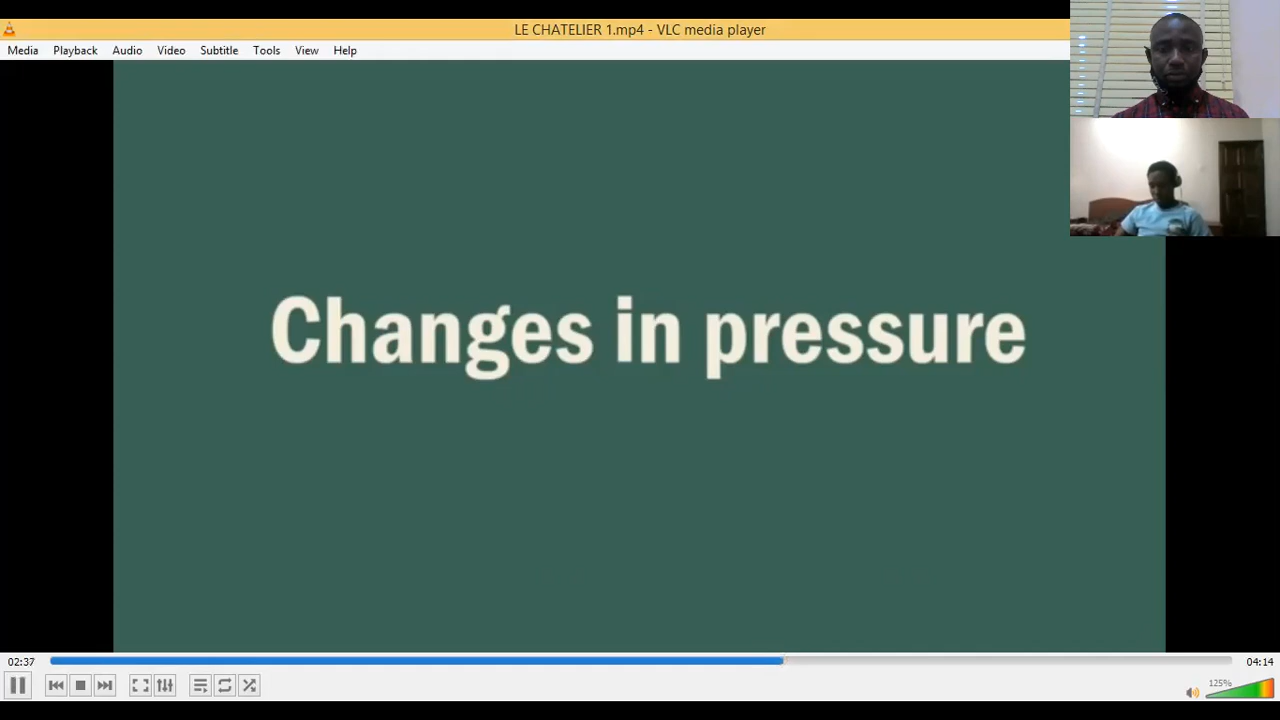 LE CHATELIER 1.mp4 - VLC media player
Media Playback Audio Video Subtitle Tools View Help
Changes in pressure
02:37
04:14
125%